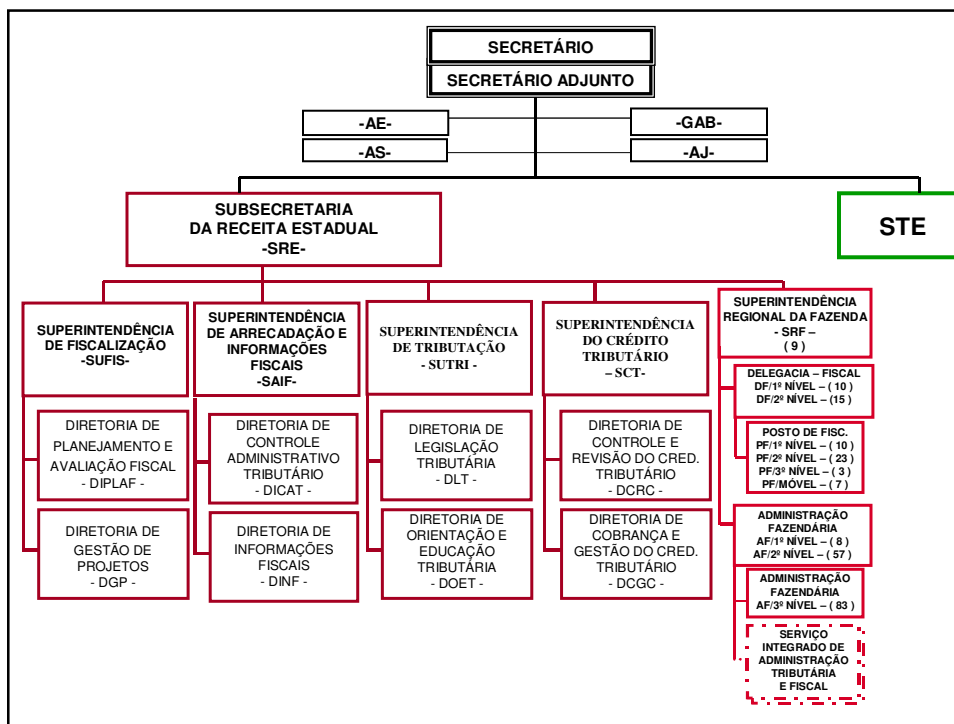 SECRETÁRIO
SECRETÁRIO ADJUNTO
-AE-
-GAB-
-AS-
-AJ-
SUBSECRETARIA
DA RECEITA ESTADUAL
-SRE-
STE
SUPERINTENDÊNCIA
DE FISCALIZAÇÃO
-SUFIS-
SUPERINTENDÊNCIA
DE ARRECADAÇÃO E
INFORMAÇÕES
FISCAIS
-SAIF-
SUPERINTENDÊNCIA
DE TRIBUTAÇÃO
- SUTRI -
SUPERINTENDÊNCIA
DO CRÉDITO
TRIBUTÁRIO
– SCT-
SUPERINTENDÊNCIA
REGIONAL DA FAZENDA
- SRF –
( 9 )
DIRETORIA DE
PLANEJAMENTO E
AVALIAÇÃO FISCAL
- DIPLAF -
DIRETORIA DE
CONTROLE
ADMINISTRATIVO
TRIBUTÁRIO
- DICAT -
DIRETORIA DE
LEGISLAÇÃO
TRIBUTÁRIA
- DLT -
DIRETORIA DE
CONTROLE E
REVISÃO DO CRED.
TRIBUTÁRIO
- DCRC -
DELEGACIA – FISCAL
DF/1º NÍVEL – ( 10 )
DF/2º NÍVEL – (15 )
POSTO DE FISC.
PF/1º NÍVEL – ( 10 )
PF/2º NÍVEL – ( 23 )
PF/3º NÍVEL – ( 3 )
PF/MÓVEL – ( 7 )
DIRETORIA DE
GESTÃO DE
PROJETOS
- DGP -
DIRETORIA DE
INFORMAÇÕES
FISCAIS
- DINF -
DIRETORIA DE
ORIENTAÇÃO E
EDUCAÇÃO
TRIBUTÁRIA
- DOET -
DIRETORIA DE
COBRANÇA E
GESTÃO DO CRED.
TRIBUTÁRIO
- DCGC -
ADMINISTRAÇÃO
FAZENDÁRIA
AF/1º NÍVEL – ( 8 )
AF/2º NÍVEL – ( 57 )
ADMINISTRAÇÃO
FAZENDÁRIA
AF/3º NÍVEL – ( 83 )
SERVIÇO
INTEGRADO DE
ADMINISTRAÇÃO
TRIBUTÁRIA
E FISCAL